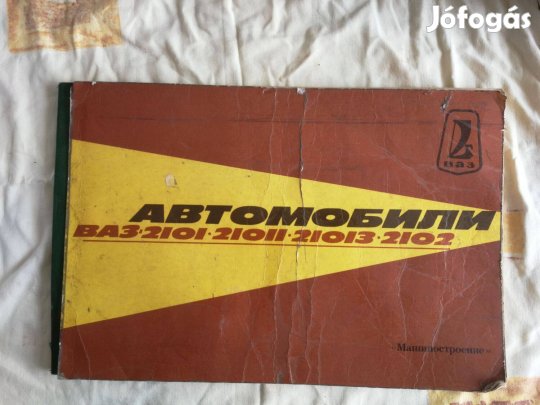 Jófogás
ВАЗ
АВТОМОБИЛИ
ВАЗ·2101·21011·21013·2102
Машиностроение